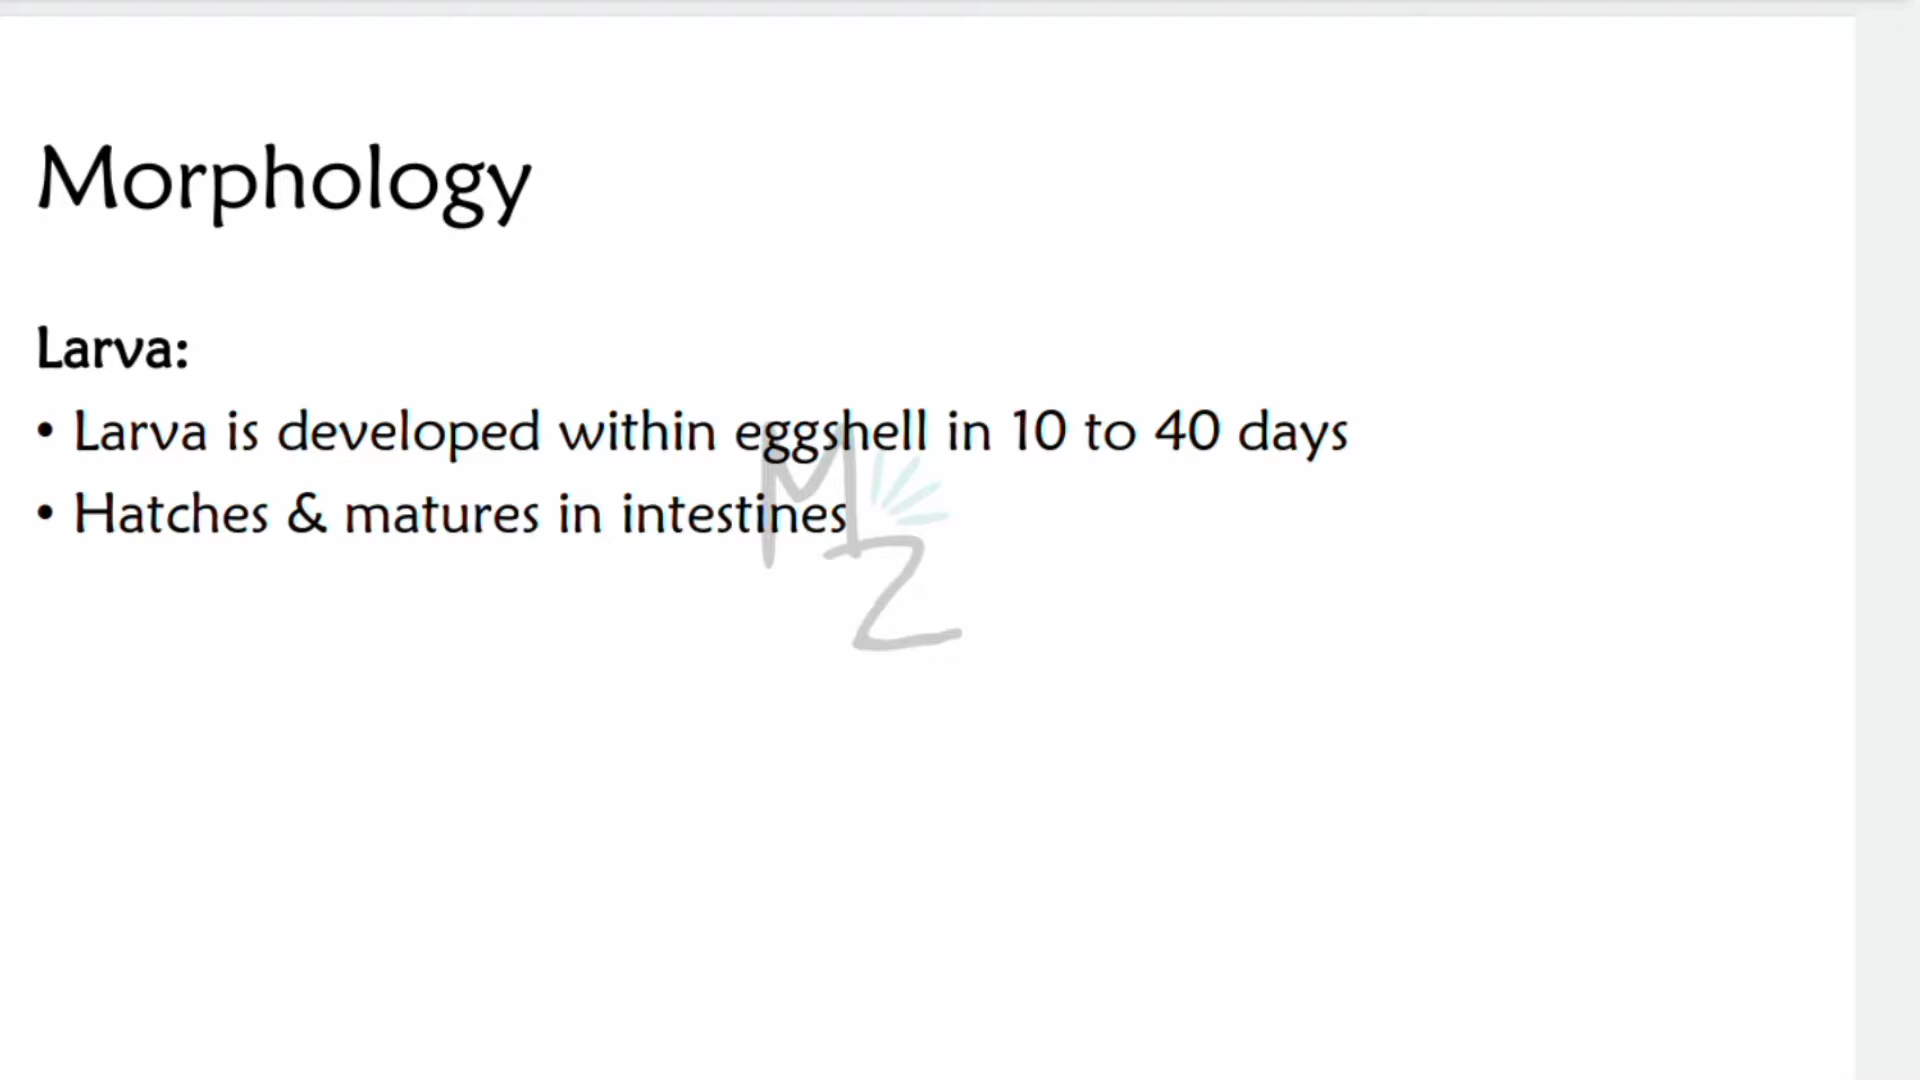 Morphology
Larva:
• Larva is developed within eggshell in 10 to 40 days
• Hatches & matures in intestines
M
Z